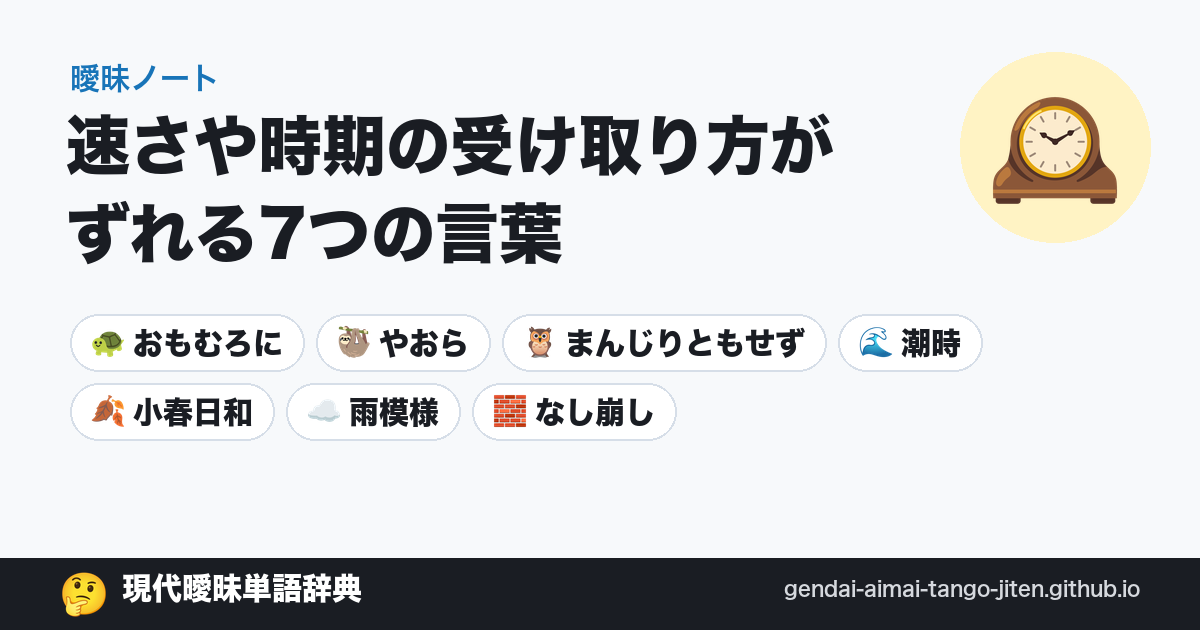 曖昧ノート
速さや時期の受け取り方が
ずれる7つの言葉
おもむろに やおら まんじりともせず 潮時
小春日和 雨模様 なし崩し
現代曖昧単語辞典 gendai-aimai-tango-jiten.github.io